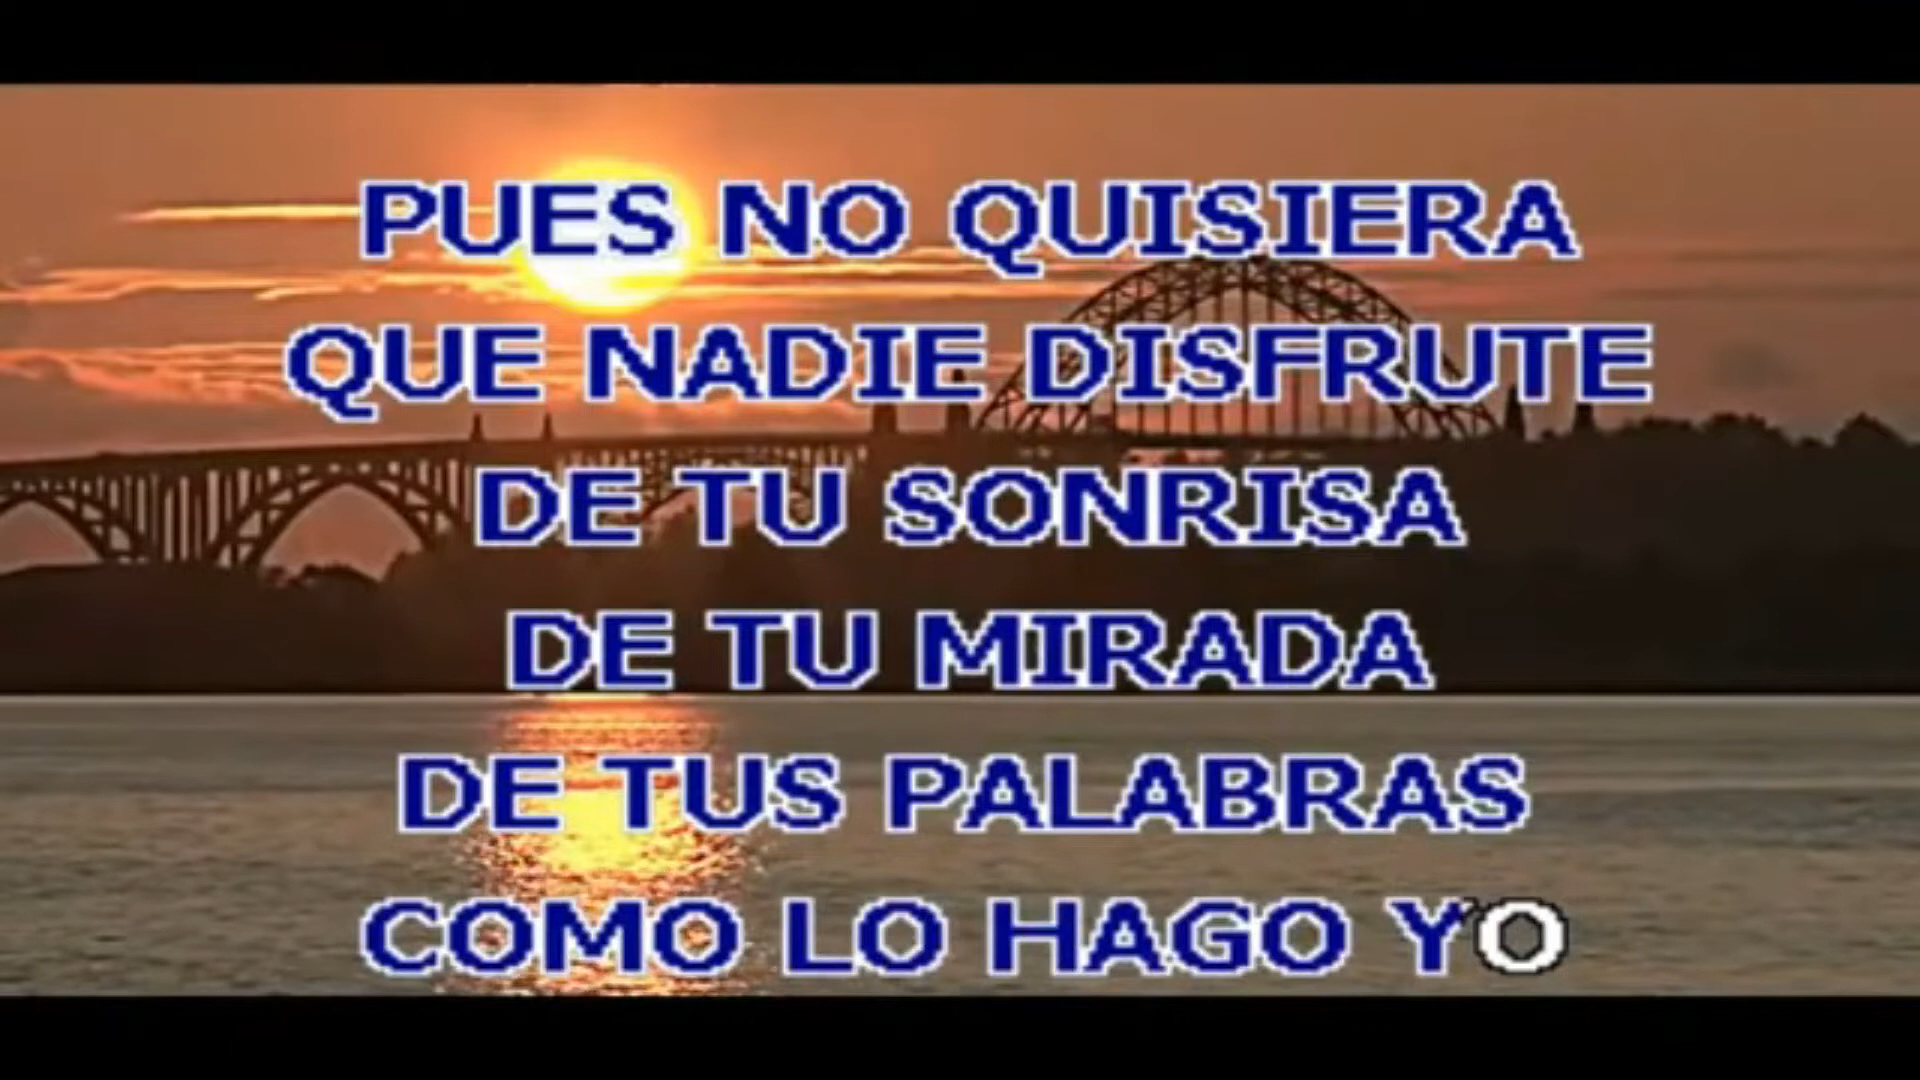 PUES NO QUISIERA
QUE NADIE DISFRUTE
DE TU SONRISA
DE TU MIRADA
DE TUS PALABRAS
COMO LO HAGO YO